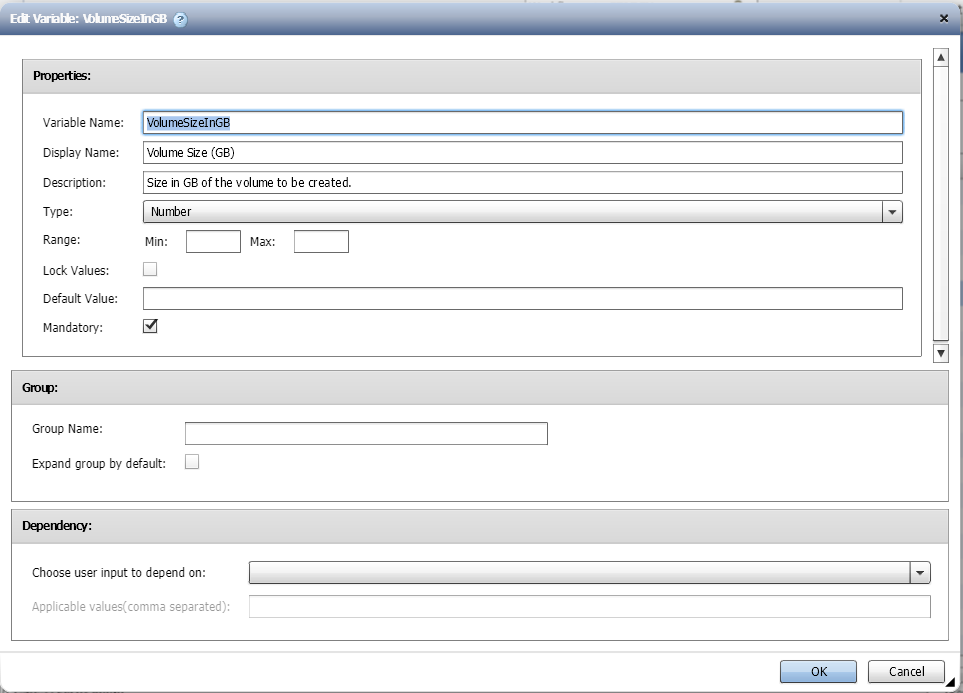 Edit Variable: VolumeSizeInGB ?
Properties:
Variable Name: VolumeSizeInGB
Display Name: Volume Size (GB)
Description: Size in GB of the volume to be created.
Type: Number
Range: Min: Max:
Lock Values:
Default Value:
Mandatory:
Group:
Group Name:
Expand group by default:
Dependency:
Choose user input to depend on:
Applicable values(comma separated):
OK Cancel